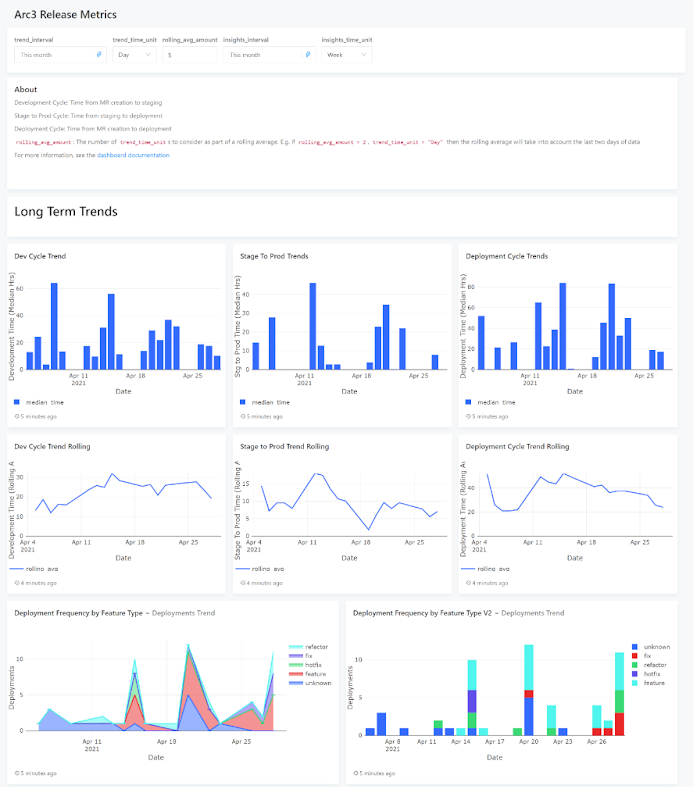 Arc3 Release Metrics
trend_interval trend_time_unit rolling_avg_amount insights_interval insights_time_unit
This month Day 5 This month Week
About
Development Cycle: Time from MR creation to staging
Stage to Prod Cycle: Time from staging to deployment
Deployment Cycle: Time from MR creation to deployment
rolling_avg_amount: The number of trend_time_unit s to consider as part of a rolling average. E.g. if rolling_avg_amount = 2 , trend_time_unit = "Day" then the rolling average will take into account the last two days of data
For more information, see the dashboard documentation
Long Term Trends
Dev Cycle Trend
Development Time (Median Hrs)
60
40
20
0
Apr 11 Apr 18 Apr 25
2021
Date
median_time
5 minutes ago
Stage To Prod Trends
Stg to Prod Time (Median Hrs)
40
30
20
10
0
Apr 11 Apr 18 Apr 25
2021
Date
median_time
5 minutes ago
Deployment Cycle Trends
Deployment Time (Median Hrs)
80
60
40
20
0
Apr 11 Apr 18 Apr 25
2021
Date
median_time
5 minutes ago
Dev Cycle Trend Rolling
Development Time (Rolling A
30
20
10
0
Apr 4 Apr 11 Apr 18 Apr 25
2021
Date
rolling_avg
4 minutes ago
Stage to Prod Trend Rolling
Stage To Prod Time (Rolling A
15
10
5
0
Apr 4 Apr 11 Apr 18 Apr 25
2021
Date
rolling_avg
4 minutes ago
Deployment Cycle Trend Rolling
Deployment Time (Rolling A
40
20
0
Apr 4 Apr 11 Apr 18 Apr 25
2021
Date
rolling_avg
4 minutes ago
Deployment Frequency by Feature Type – Deployments Trend
Deployments
10
5
0
Apr 11 Apr 18 Apr 25
2021
Date
refactor
fix
hotfix
feature
unknown
5 minutes ago
Deployment Frequency by Feature Type V2 – Deployments Trend
Deployments
10
5
0
Apr 8 Apr 11 Apr 14 Apr 17 Apr 20 Apr 23 Apr 26
2021
Date
unknown
fix
refactor
hotfix
feature
5 minutes ago